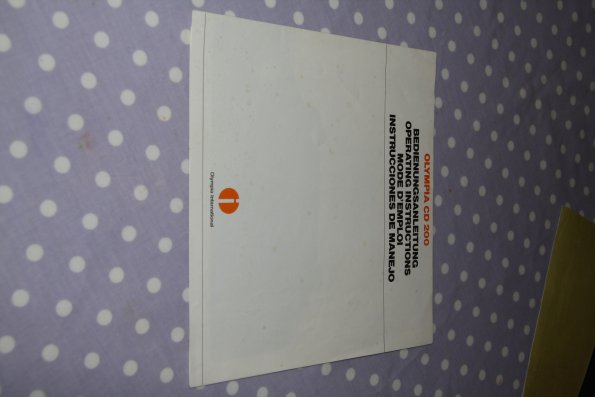 OLYMPIA CD 200
BEDIENUNGSANLEITUNG
OPERATING INSTRUCTIONS
MODE D'EMPLOI
INSTRUCCIONES DE MANEJO
Olympia International